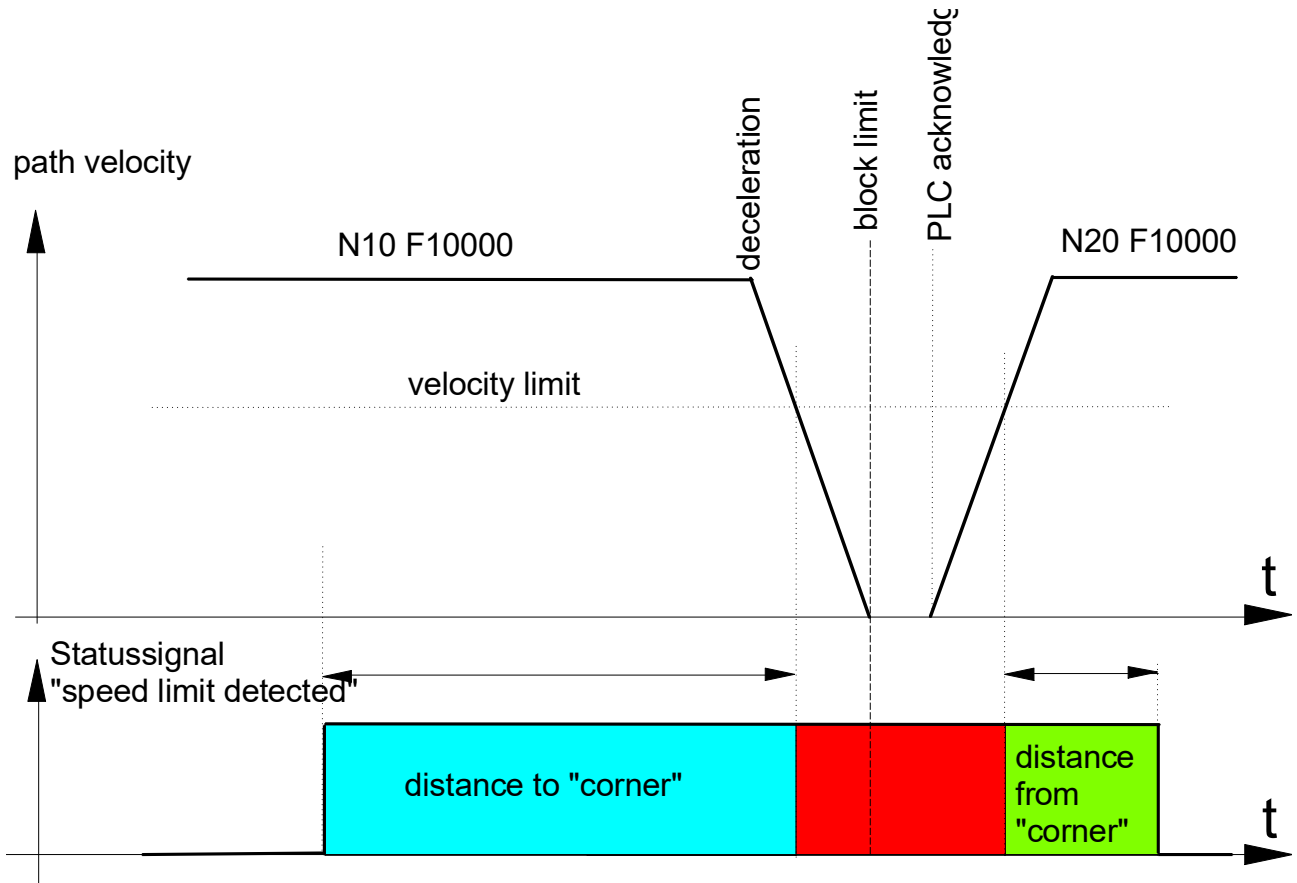 path velocity
N10 F10000
deceleration
block limit
PLC
N20 F10000
velocity limit
t
Statussignal
"speed limit detected"
distance to "corner"
distance
from
"corner"
t